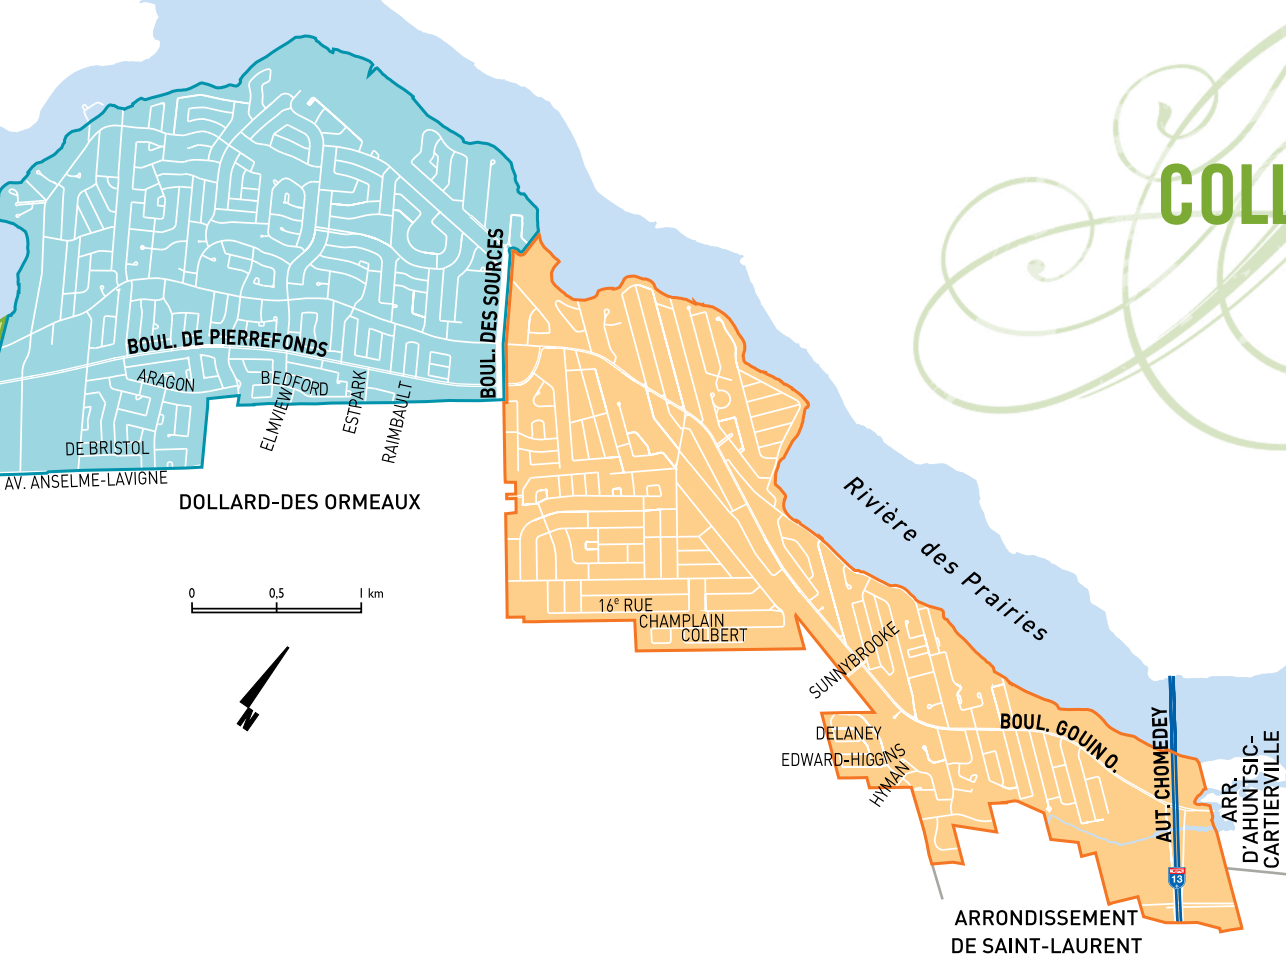 COLL
BOUL. DES SOURCES
BOUL. DE PIERREFONDS
ARAGON
BEDFORD
ELMVIEW
ESTPARK
RAIMBAULT
DE BRISTOL
AV. ANSELME-LAVIGNE
DOLLARD-DES ORMEAUX
Rivière des Prairies
0 0,5 1 km
N
16e RUE
CHAMPLAIN
COLBERT
SUNNYBROOKE
DELANEY
EDWARD-HIGGINS
HYMAN
BOUL. GOUIN O.
AUT. CHOMEDEY
13
ARR.
D'AHUNTSIC-
CARTIERVILLE
ARRONDISSEMENT
DE SAINT-LAURENT